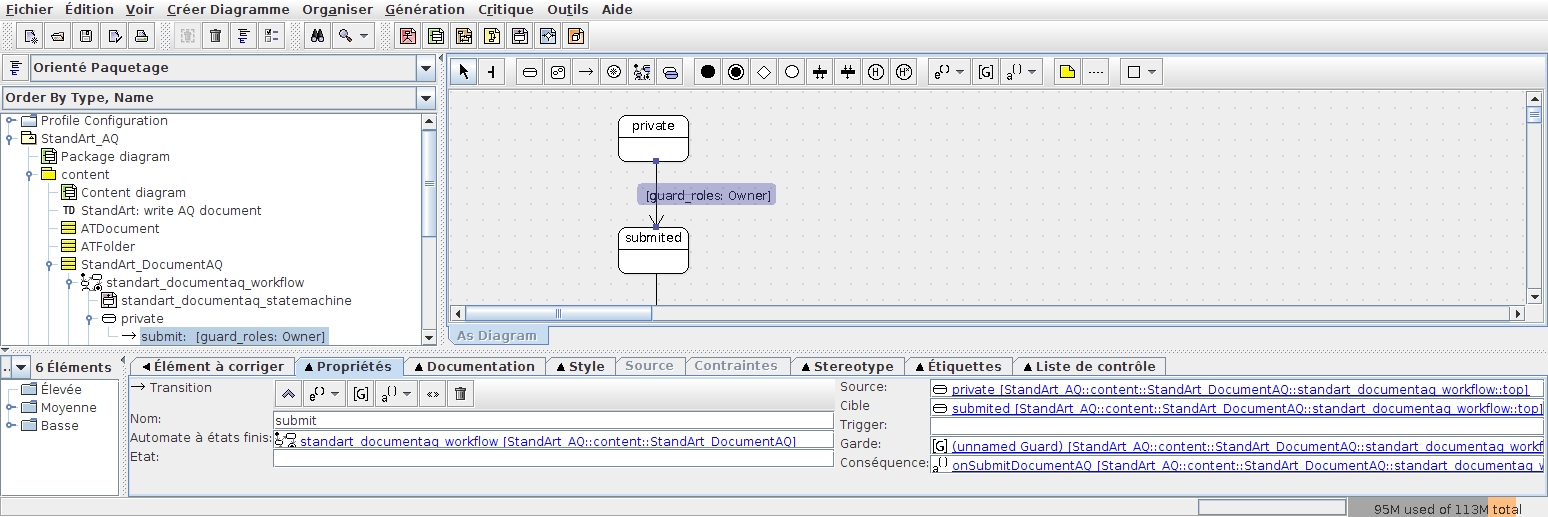 Fichier Édition Voir Créer Diagramme Organiser Génération Critique Outils Aide
Orienté Paquetage
Order By Type, Name
Profile Configuration
StandArt_AQ
Package diagram
content
Content diagram
TD StandArt: write AQ document
ATDocument
ATFolder
StandArt_DocumentAQ
standart_documentaq_workflow
standart_documentaq_statemachine
private
submit: [guard_roles: Owner]
private
[guard_roles: Owner]
submited
As Diagram
.. 6 Éléments
Élevée
Moyenne
Basse
Élément à corriger Propriétés Documentation Style Source Contraintes Stereotype Étiquettes Liste de contrôle
Transition
Nom: submit
Automate à états finis: standart_documentaq_workflow [StandArt_AQ::content::StandArt_DocumentAQ]
Etat:
Source: private [StandArt_AQ::content::StandArt_DocumentAQ::standart_documentaq_workflow::top]
Cible submited [StandArt_AQ::content::StandArt_DocumentAQ::standart_documentaq_workflow::top]
Trigger:
Garde: [G] (unnamed Guard) [StandArt_AQ::content::StandArt_DocumentAQ::standart_documentaq_workf
Conséquence: a() onSubmitDocumentAQ [StandArt_AQ::content::StandArt_DocumentAQ::standart_documentaq_w
95M used of 113M total